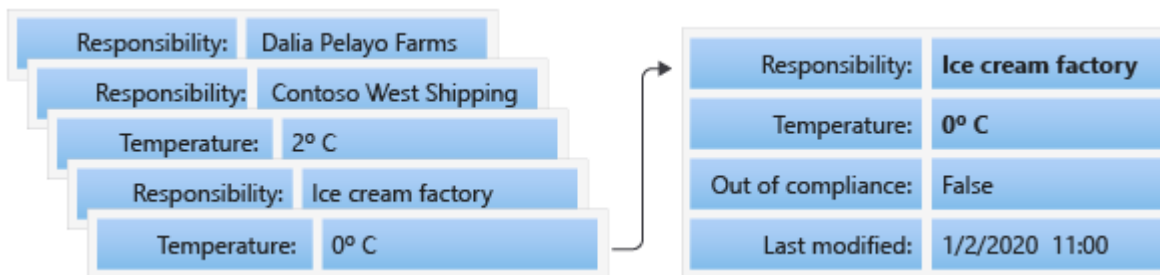 Responsibility: Dalia Pelayo Farms
Responsibility: Contoso West Shipping
Temperature: 2º C
Responsibility: Ice cream factory
Temperature: 0º C
Responsibility: Ice cream factory
Temperature: 0º C
Out of compliance: False
Last modified: 1/2/2020 11:00